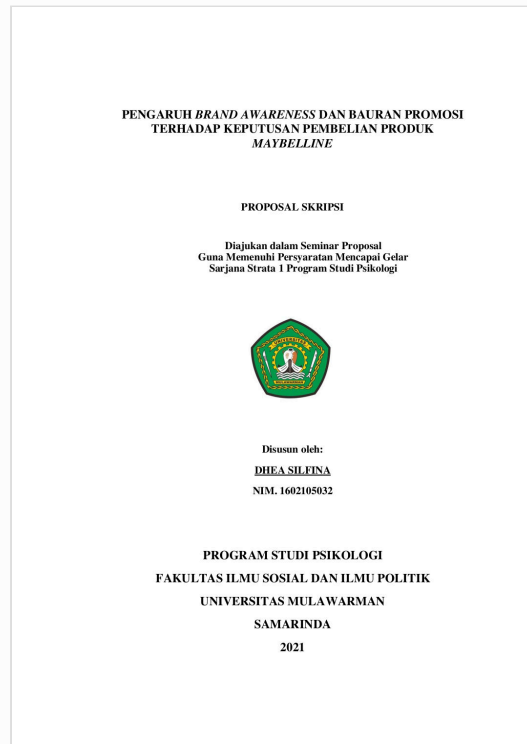 PENGARUH BRAND AWARENESS DAN BAURAN PROMOSI
TERHADAP KEPUTUSAN PEMBELIAN PRODUK
MAYBELLINE
PROPOSAL SKRIPSI
Diajukan dalam Seminar Proposal
Guna Memenuhi Persyaratan Mencapai Gelar
Sarjana Strata 1 Program Studi Psikologi
UNIVERSITAS
Disusun oleh:
DHEA SILFINA
NIM. 1602105032
PROGRAM STUDI PSIKOLOGI
FAKULTAS ILMU SOSIAL DAN ILMU POLITIK
UNIVERSITAS MULAWARMAN
SAMARINDA
2021